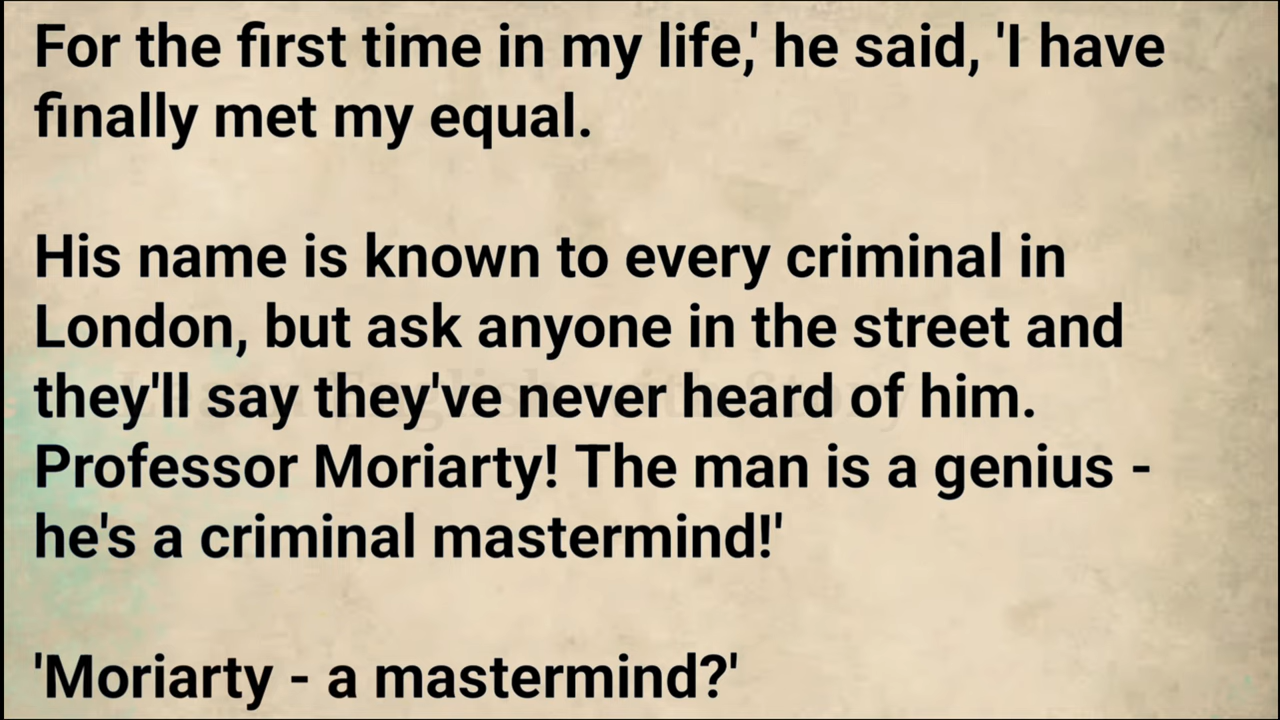 For the first time in my life,' he said, 'I have
finally met my equal.
His name is known to every criminal in
London, but ask anyone in the street and
they'll say they've never heard of him.
Professor Moriarty! The man is a genius -
he's a criminal mastermind!'
'Moriarty - a mastermind?'